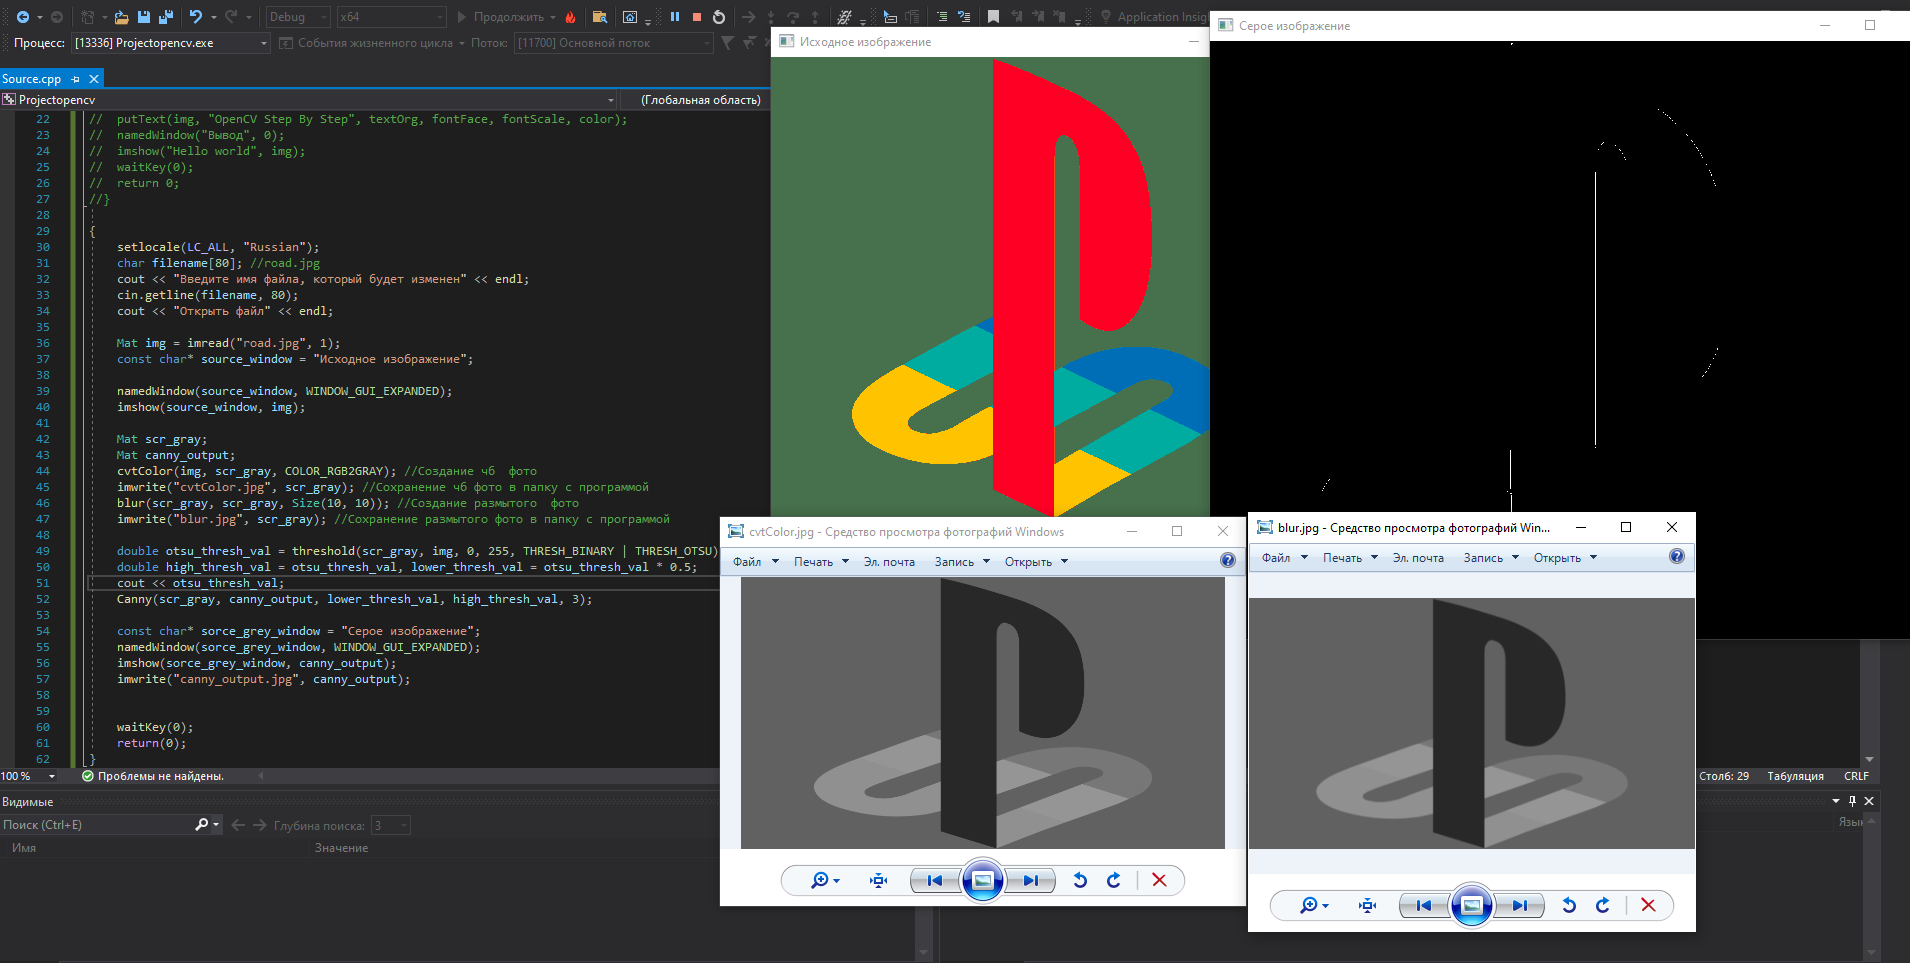 Debug
x64
Продолжить
Application Insigh
Процесс:
[13336] Projectopencv.exe
События жизненного цикла
Поток:
[11700] Основной поток
Source.cpp
Projectopencv
(Глобальная область)
22 // putText(img, "OpenCV Step By Step", textOrg, fontFace, fontScale, color);
23 // namedWindow("Вывод", 0);
24 // imshow("Hello world", img);
25 // waitKey(0);
26 // return 0;
27 //}
28
29 {
30 setlocale(LC_ALL, "Russian");
31 char filename[80]; //road.jpg
32 cout << "Введите имя файла, который будет изменен" << endl;
33 cin.getline(filename, 80);
34 cout << "Открыть файл" << endl;
35
36 Mat img = imread("road.jpg", 1);
37 const char* source_window = "Исходное изображение";
38
39 namedWindow(source_window, WINDOW_GUI_EXPANDED);
40 imshow(source_window, img);
41
42 Mat scr_gray;
43 Mat canny_output;
44 cvtColor(img, scr_gray, COLOR_RGB2GRAY); //Создание чб фото
45 imwrite("cvtColor.jpg", scr_gray); //Сохранение чб фото в папку с программой
46 blur(scr_gray, scr_gray, Size(10, 10)); //Создание размытого фото
47 imwrite("blur.jpg", scr_gray); //Сохранение размытого фото в папку с программой
48
49 double otsu_thresh_val = threshold(scr_gray, img, 0, 255, THRESH_BINARY | THRESH_OTSU)
50 double high_thresh_val = otsu_thresh_val, lower_thresh_val = otsu_thresh_val * 0.5;
51 cout << otsu_thresh_val;
52 Canny(scr_gray, canny_output, lower_thresh_val, high_thresh_val, 3);
53
54 const char* sorce_grey_window = "Серое изображение";
55 namedWindow(sorce_grey_window, WINDOW_GUI_EXPANDED);
56 imshow(sorce_grey_window, canny_output);
57 imwrite("canny_output.jpg", canny_output);
58
59
60 waitKey(0);
61 return(0);
62 }
100 %
Проблемы не найдены.
Видимые
Поиск (Ctrl+E)
Глубина поиска: 3
Имя
Значение
Исходное изображение
Серое изображение
cvtColor.jpg - Средство просмотра фотографий Windows
Файл Печать Эл. почта Запись Открыть
blur.jpg - Средство просмотра фотографий Win...
Файл Печать Эл. почта Запись Открыть
Столб: 29 Табуляция CRLF
Язык